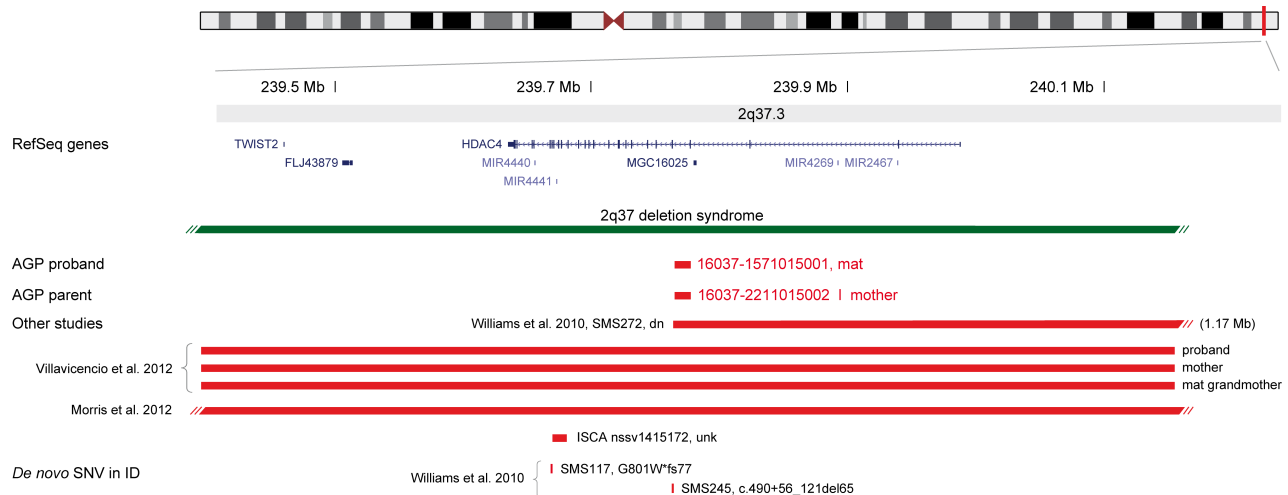 239.5 Mb 239.7 Mb 239.9 Mb 240.1 Mb
2q37.3
RefSeq genes
TWIST2 HDAC4
FLJ43879 MIR4440 MGC16025 MIR4269 MIR2467
MIR4441
2q37 deletion syndrome
AGP proband 16037-1571015001, mat
AGP parent 16037-2211015002 | mother
Other studies Williams et al. 2010, SMS272, dn (1.17 Mb)
proband
Villavicencio et al. 2012 mother
mat grandmother
Morris et al. 2012
ISCA nssv1415172, unk
De novo SNV in ID Williams et al. 2010 SMS117, G801W*fs77
SMS245, c.490+56_121del65